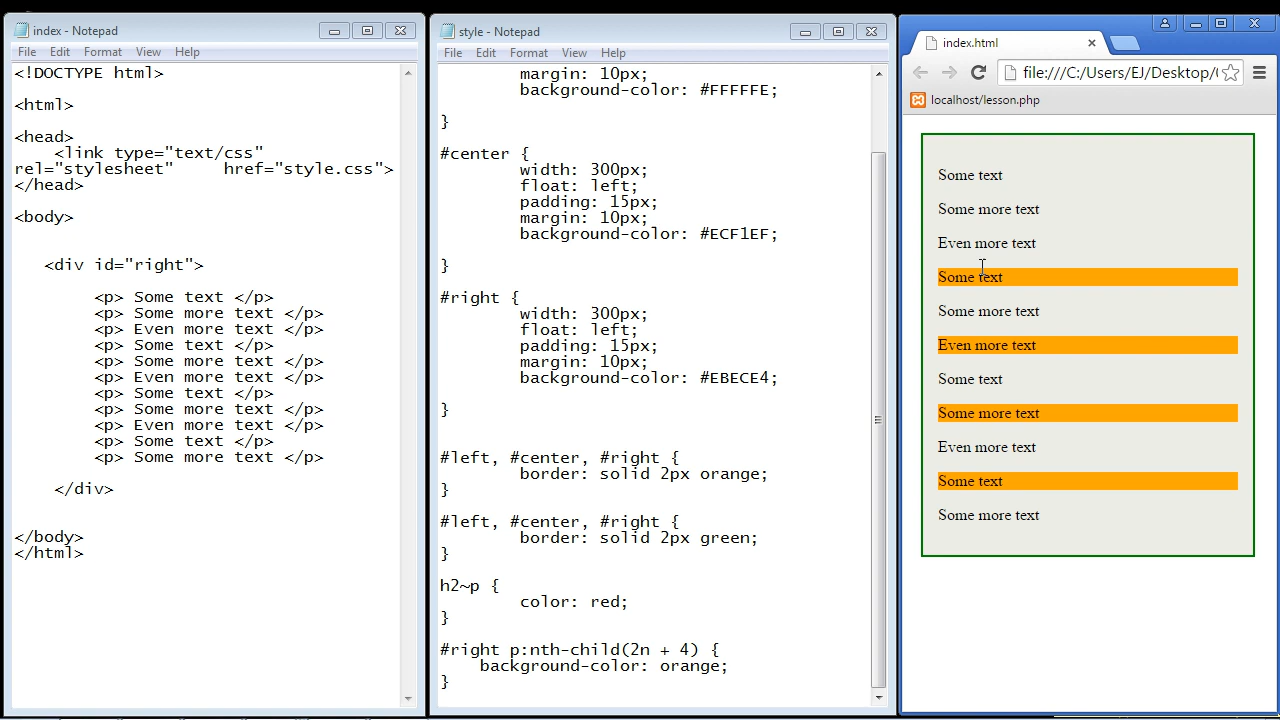 index - Notepad
File Edit Format View Help
<!DOCTYPE html>
<html>
<head>
<link type="text/css"
rel="stylesheet" href="style.css">
</head>
<body>
<div id="right">
<p> Some text </p>
<p> Some more text </p>
<p> Even more text </p>
<p> Some text </p>
<p> Some more text </p>
<p> Even more text </p>
<p> Some text </p>
<p> Some more text </p>
<p> Even more text </p>
<p> Some text </p>
<p> Some more text </p>
</div>
</body>
</html>
style - Notepad
File Edit Format View Help
margin: 10px;
background-color: #FFFFFE;
}
#center {
width: 300px;
float: left;
padding: 15px;
margin: 10px;
background-color: #ECF1EF;
}
#right {
width: 300px;
float: left;
padding: 15px;
margin: 10px;
background-color: #EBECE4;
}
#left, #center, #right {
border: solid 2px orange;
}
#left, #center, #right {
border: solid 2px green;
}
h2~p {
color: red;
}
#right p:nth-child(2n + 4) {
background-color: orange;
}
index.html
file:///C:/Users/EJ/Desktop/
localhost/lesson.php
Some text
Some more text
Even more text
Some text
Some more text
Even more text
Some text
Some more text
Even more text
Some text
Some more text